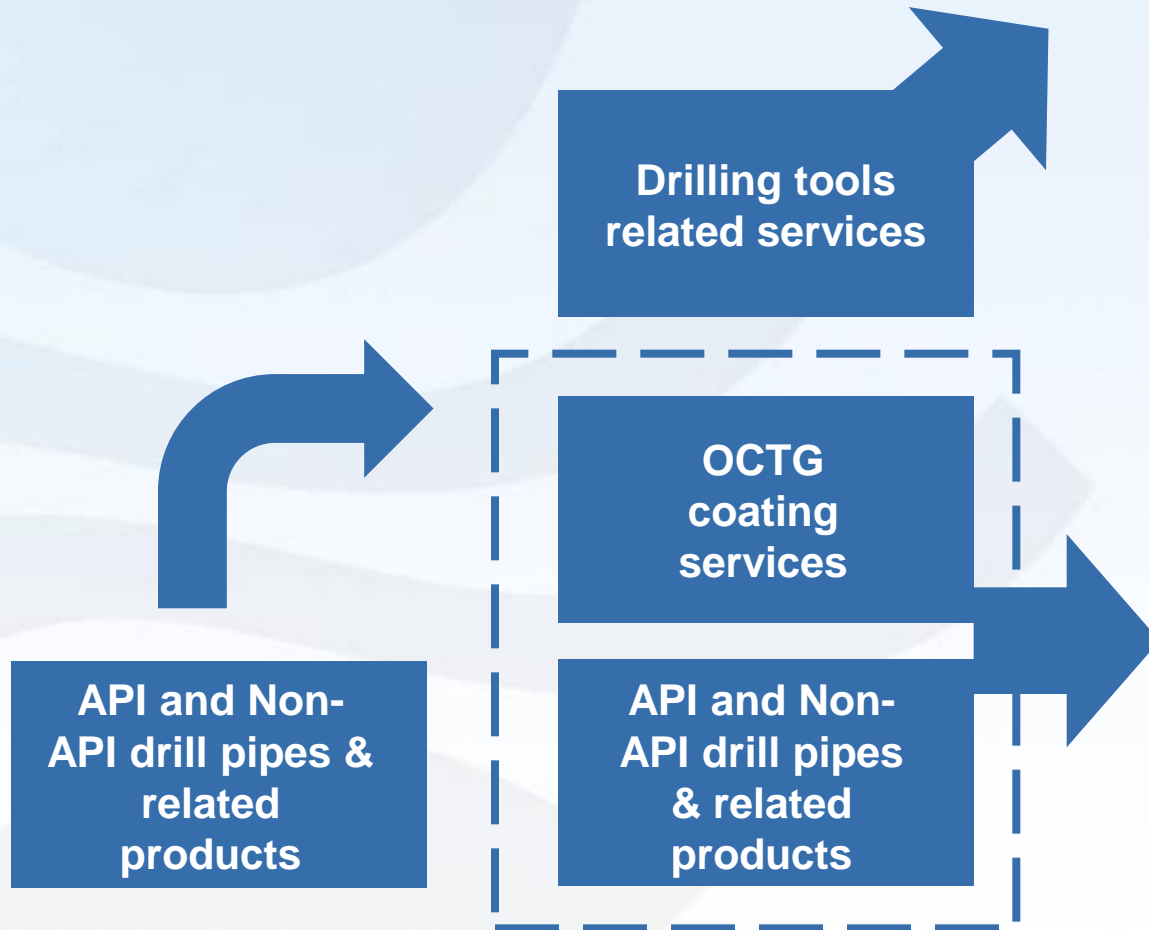 Drilling tools
related services
OCTG
coating
services
API and Non-
API drill pipes &
related
products
API and Non-
API drill pipes
& related
products